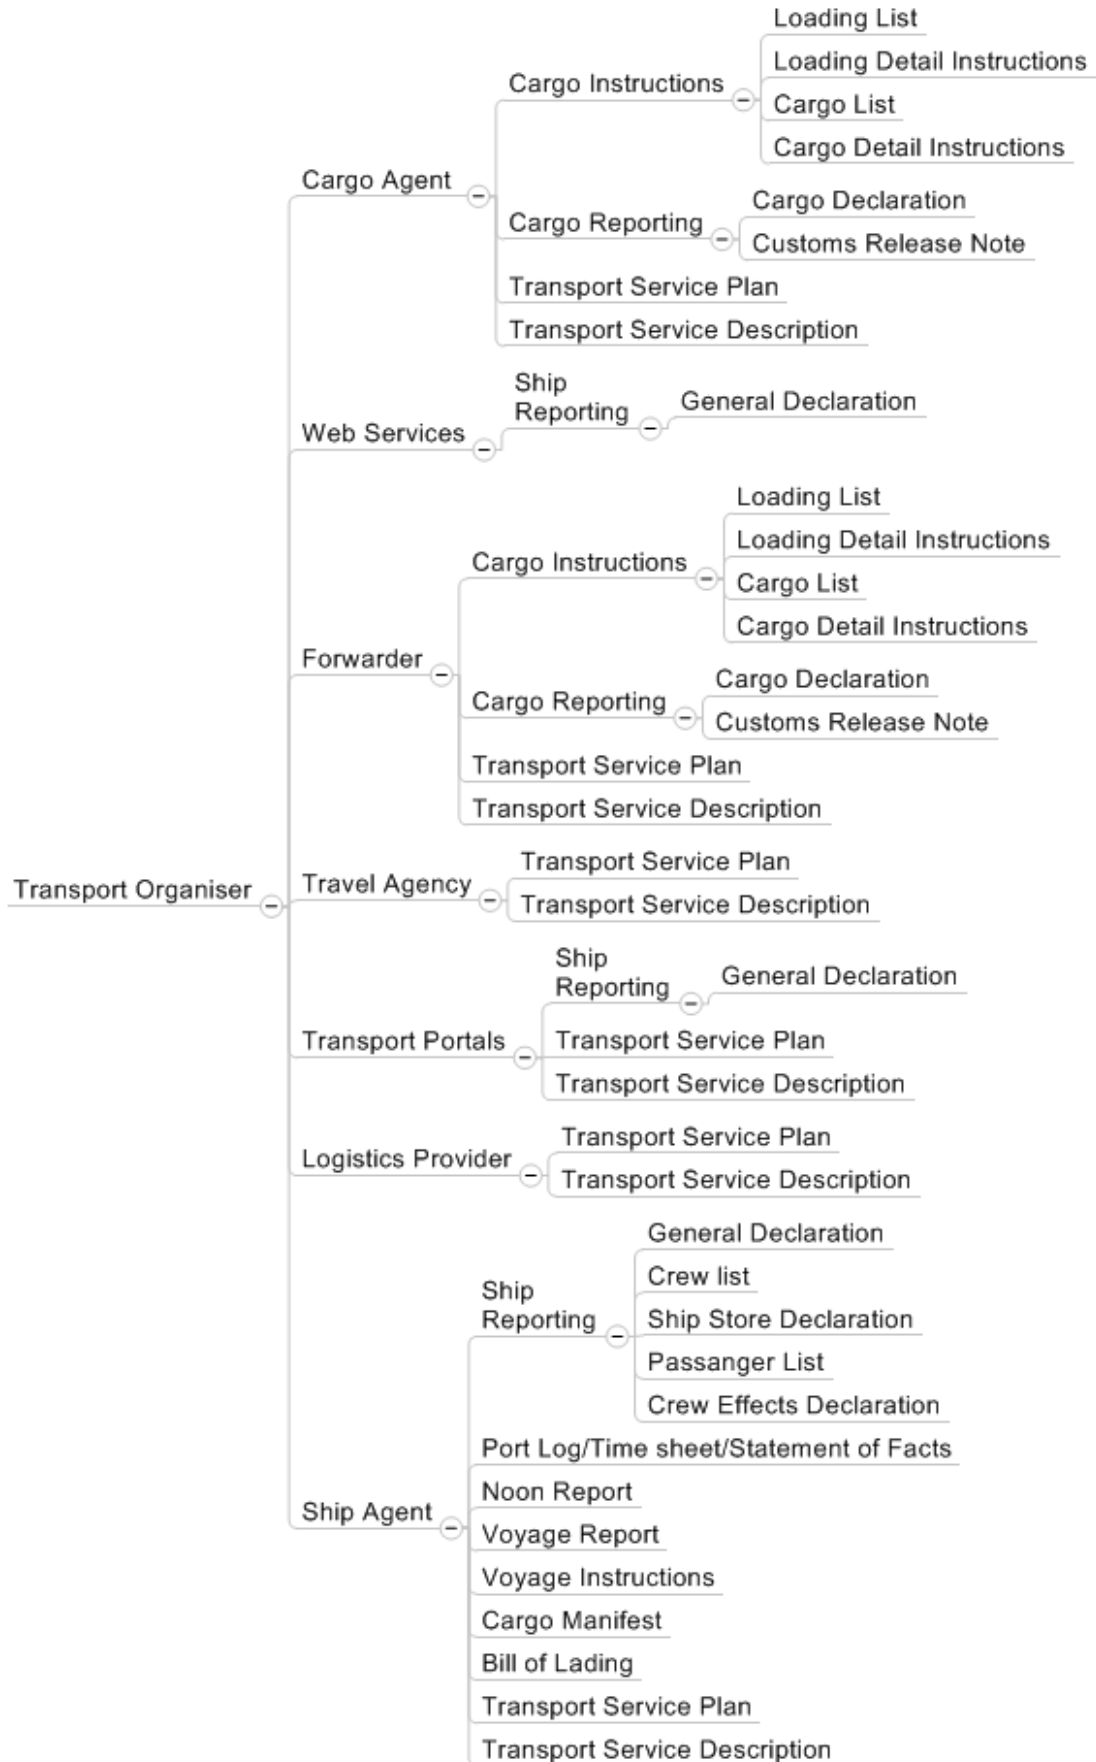 Loading List
Loading Detail Instructions
Cargo Instructions
Cargo List
Cargo Detail Instructions
Cargo Agent
Cargo Declaration
Cargo Reporting
Customs Release Note
Transport Service Plan
Transport Service Description
Ship
Reporting
General Declaration
Web Services
Loading List
Loading Detail Instructions
Cargo Instructions
Cargo List
Cargo Detail Instructions
Forwarder
Cargo Declaration
Cargo Reporting
Customs Release Note
Transport Service Plan
Transport Service Description
Transport Organiser
Travel Agency
Transport Service Plan
Transport Service Description
Ship
Reporting
General Declaration
Transport Portals
Transport Service Plan
Transport Service Description
Logistics Provider
Transport Service Plan
Transport Service Description
General Declaration
Crew list
Ship
Reporting
Ship Store Declaration
Passanger List
Crew Effects Declaration
Port Log/Time sheet/Statement of Facts
Noon Report
Ship Agent
Voyage Report
Voyage Instructions
Cargo Manifest
Bill of Lading
Transport Service Plan
Transport Service Description